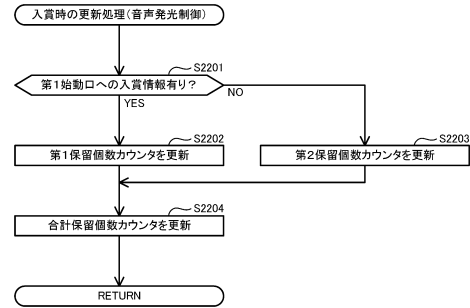 入賞時の更新処理(音声発光制御)
S2201
第1始動口への入賞情報有り?
NO
YES
S2202
第1保留個数カウンタを更新
S2203
第2保留個数カウンタを更新
S2204
合計保留個数カウンタを更新
RETURN